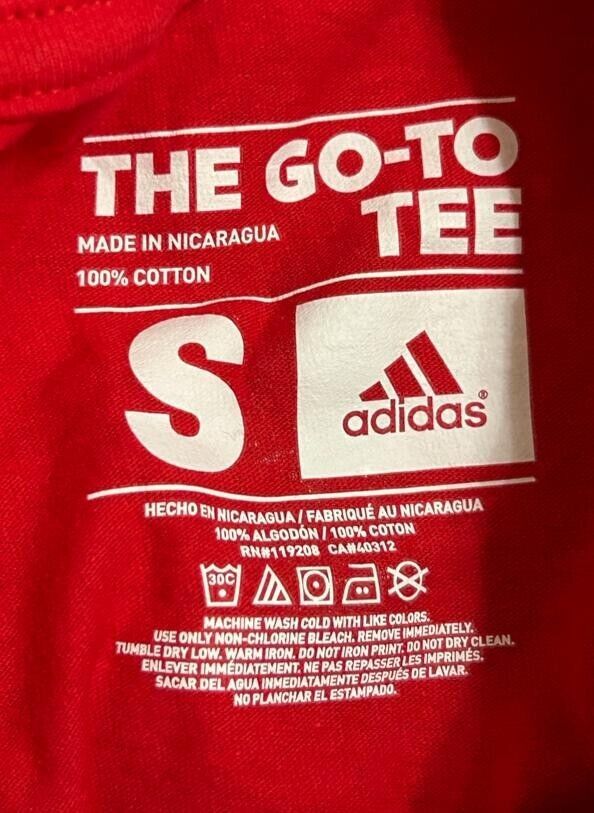 THE GO-TO
TEE
MADE IN NICARAGUA
100% COTTON
S
adidas®
HECHO EN NICARAGUA / FABRIQUÉ AU NICARAGUA
100% ALGODÓN / 100% COTON
RN#119208 CA#40312
30C
MACHINE WASH COLD WITH LIKE COLORS.
USE ONLY NON-CHLORINE BLEACH. REMOVE IMMEDIATELY.
TUMBLE DRY LOW. WARM IRON. DO NOT IRON PRINT. DO NOT DRY CLEAN.
ENLEVER IMMÉDIATEMENT. NE PAS REPASSER LES IMPRIMÉS.
SACAR DEL AGUA INMEDIATAMENTE DESPUÉS DE LAVAR.
NO PLANCHAR EL ESTAMPADO.